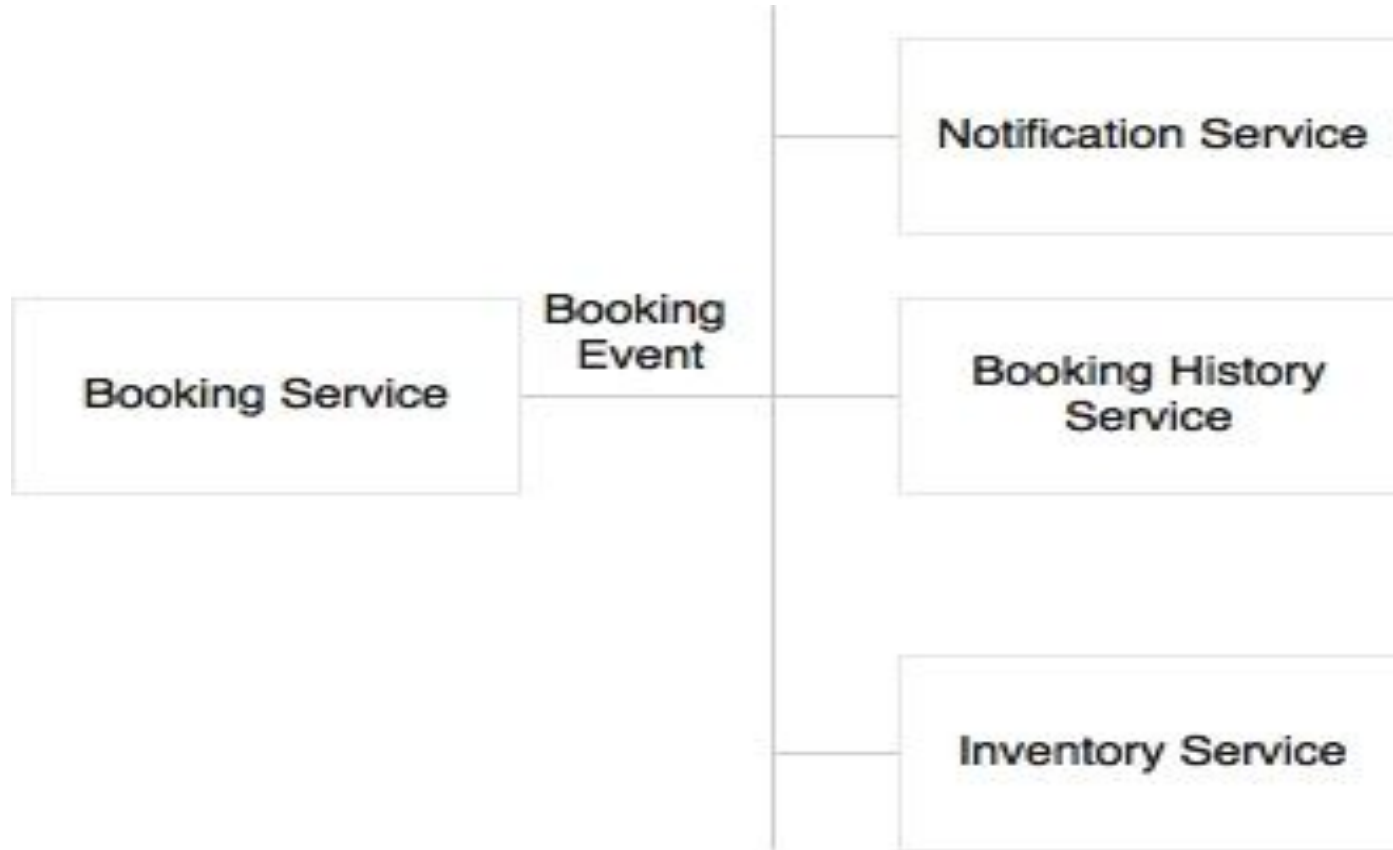 Notification Service
Booking
Event
Booking Service
Booking History
Service
Inventory Service